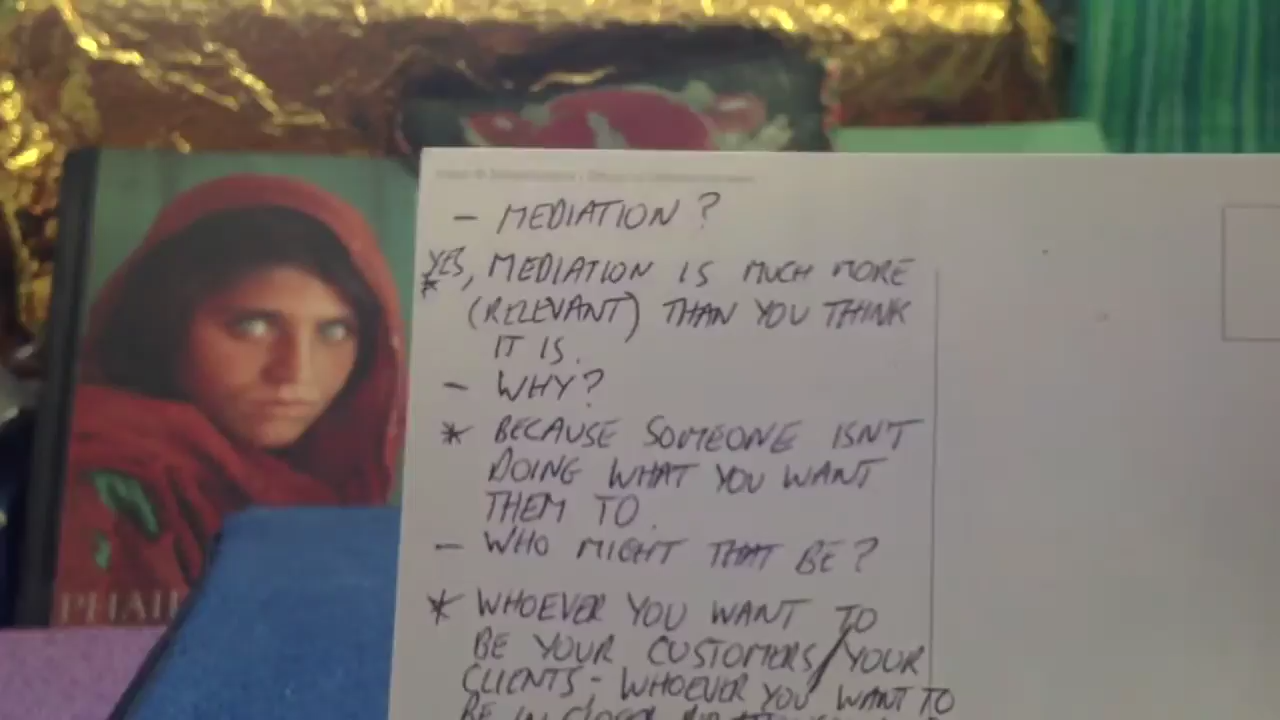 - MEDIATION?
YES, MEDIATION IS MUCH MORE
* (RELEVANT) THAN YOU THINK
IT IS.
- WHY?
* BECAUSE SOMEONE ISN'T
DOING WHAT YOU WANT
THEM TO.
- WHO MIGHT THAT BE?
* WHOEVER YOU WANT TO
BE YOUR CUSTOMERS/YOUR
CLIENTS - WHOEVER YOU WANT TO
BE IN